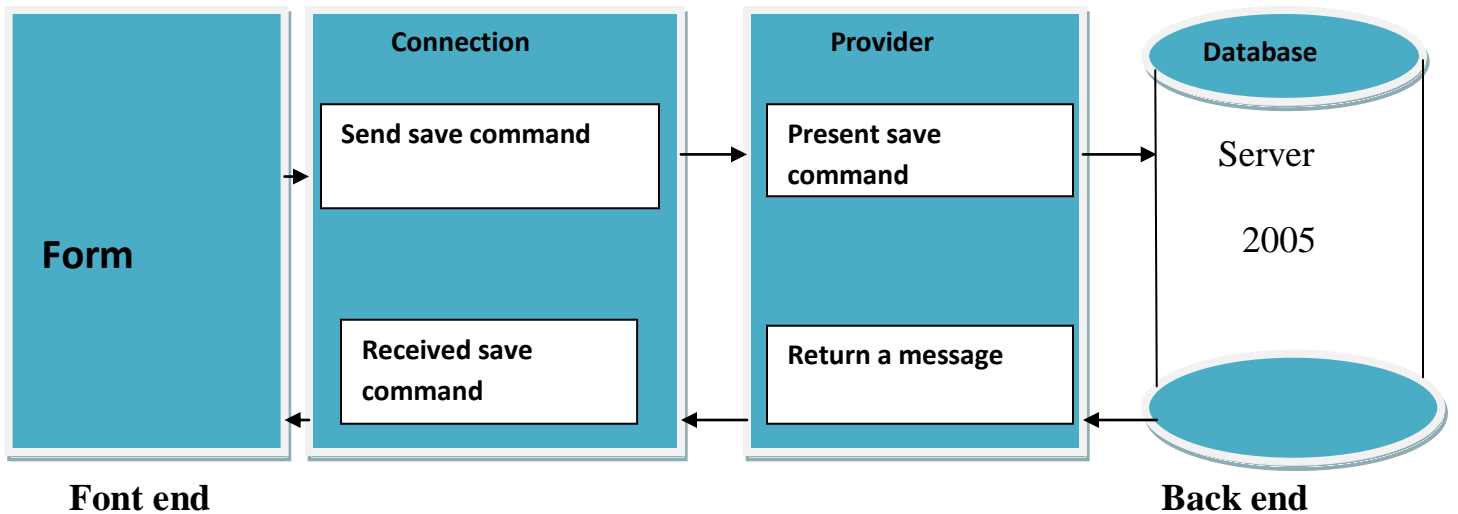 Form
Connection
Send save command
Received save
command
Provider
Present save
command
Return a message
Database
Server
2005
Font end
Back end